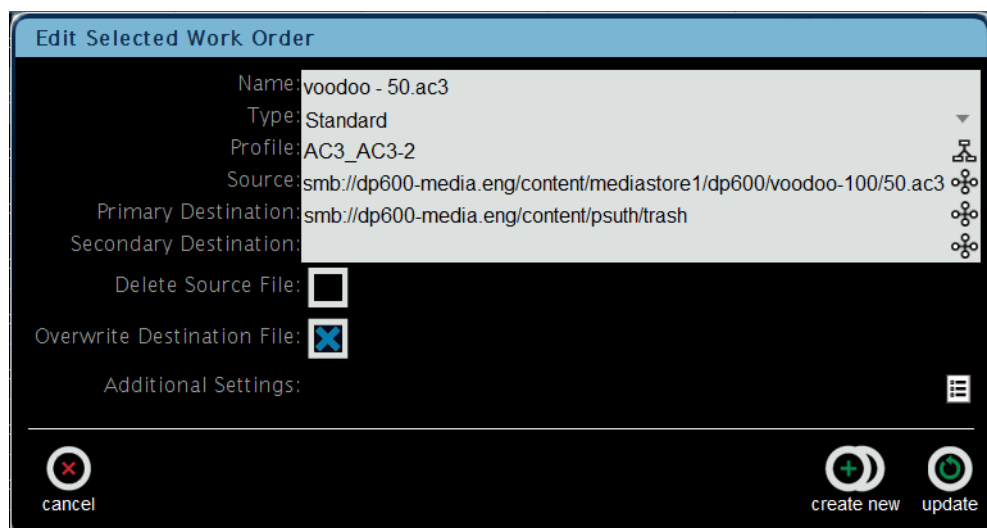 Edit Selected Work Order
Name: voodoo - 50.ac3
Type: Standard
Profile: AC3_AC3-2
Source: smb://dp600-media.eng/content/mediastore1/dp600/voodoo-100/50.ac3
Primary Destination: smb://dp600-media.eng/content/psuth/trash
Secondary Destination:
Delete Source File:
Overwrite Destination File:
Additional Settings:
cancel create new update